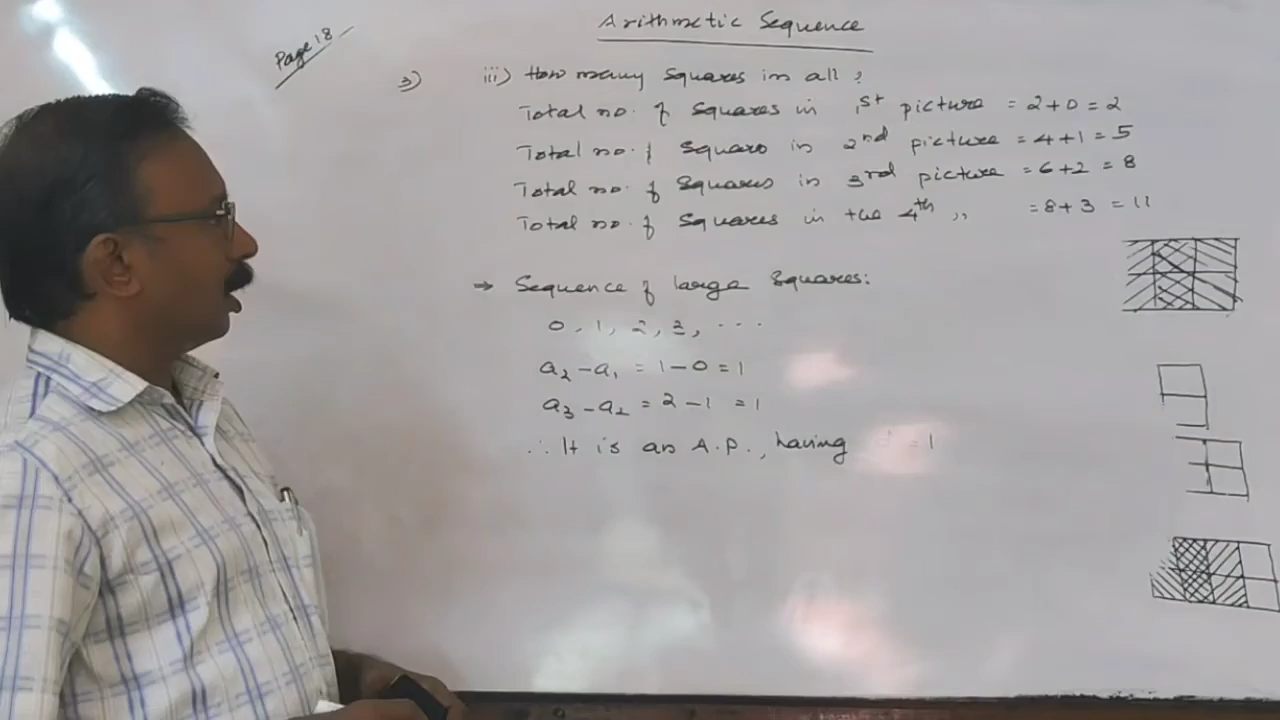 Arithmetic Sequence
Page 18
3) iii) How many squares in all?
Total no. of squares in 1st picture = 2+0 = 2
Total no. of squares in 2nd picture = 4+1 = 5
Total no. of squares in 3rd picture = 6+2 = 8
Total no. of squares in the 4th ,, = 8+3 = 11
→ Sequence of large squares:
0, 1, 2, 3, ...
a₂ - a₁ = 1 - 0 = 1
a₃ - a₂ = 2 - 1 = 1
∴ It is an A.P., having d = 1